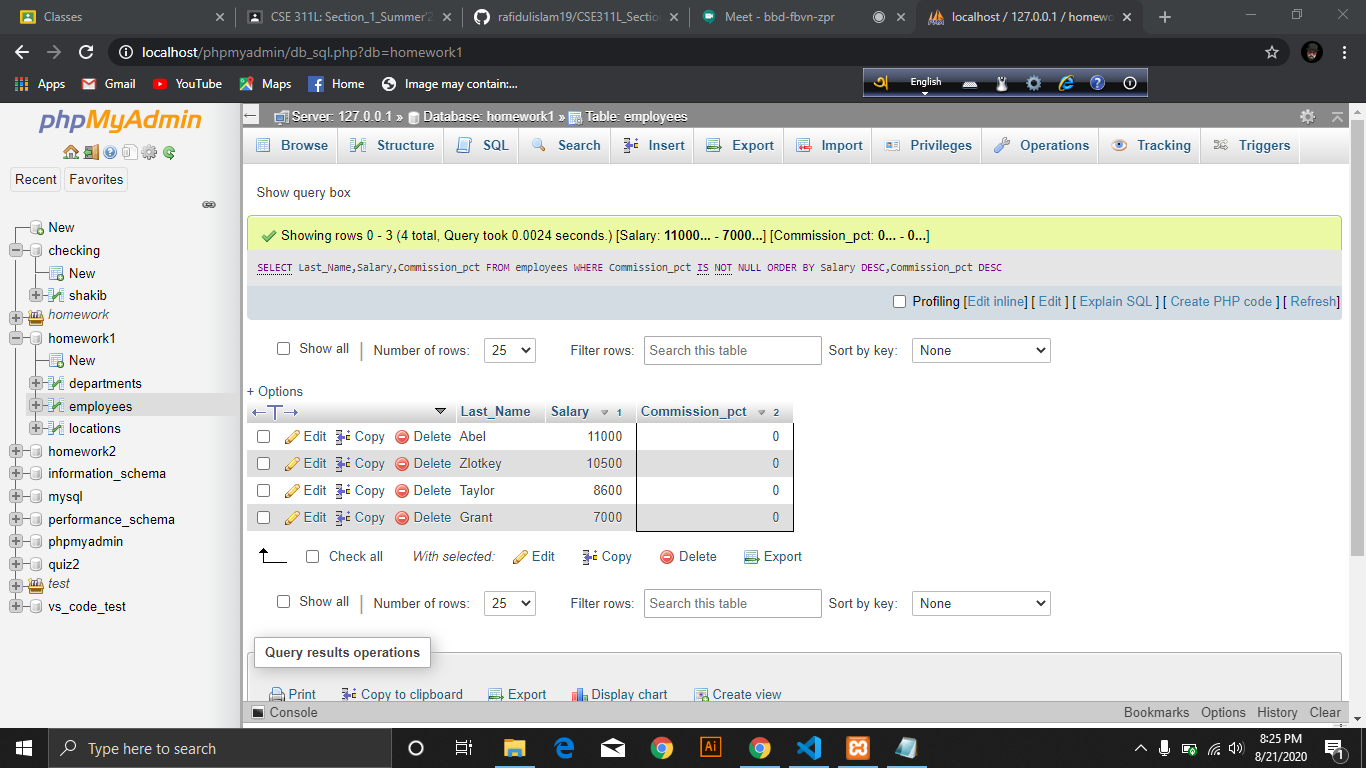 Classes
CSE 311L: Section_1_Summer'2
rafidulislam19/CSE311L_Sectio
Meet - bbd-fbvn-zpr
localhost / 127.0.0.1 / homewo
localhost/phpmyadmin/db_sql.php?db=homework1
Apps Gmail YouTube Maps Home Image may contain:...
English
phpMyAdmin
Recent Favorites
New
checking
New
shakib
homework
homework1
New
departments
employees
locations
homework2
information_schema
mysql
performance_schema
phpmyadmin
quiz2
test
vs_code_test
Server: 127.0.0.1 » Database: homework1 » Table: employees
Browse Structure SQL Search Insert Export Import Privileges Operations Tracking Triggers
Show query box
Showing rows 0 - 3 (4 total, Query took 0.0024 seconds.) [Salary: 11000... - 7000...] [Commission_pct: 0... - 0...]
SELECT Last_Name,Salary,Commission_pct FROM employees WHERE Commission_pct IS NOT NULL ORDER BY Salary DESC,Commission_pct DESC
Profiling [Edit inline] [ Edit ] [ Explain SQL ] [ Create PHP code ] [ Refresh]
Show all | Number of rows: 25 Filter rows: Search this table Sort by key: None
+ Options
←T→ Last_Name Salary 1 Commission_pct 2
Edit Copy Delete Abel 11000 0
Edit Copy Delete Zlotkey 10500 0
Edit Copy Delete Taylor 8600 0
Edit Copy Delete Grant 7000 0
Check all With selected: Edit Copy Delete Export
Show all | Number of rows: 25 Filter rows: Search this table Sort by key: None
Query results operations
Print Copy to clipboard Export Display chart Create view
Console Bookmarks Options History Clear
Type here to search
Ai
8:25 PM
8/21/2020
1